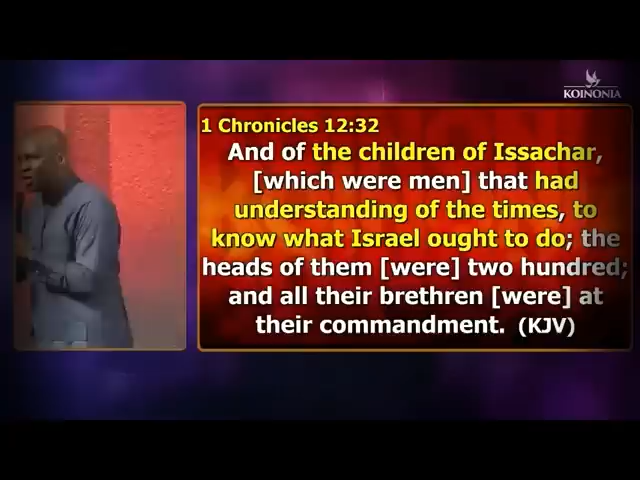 KOINONIA
1 Chronicles 12:32
And of the children of Issachar,
[which were men] that had
understanding of the times, to
know what Israel ought to do; the
heads of them [were] two hundred;
and all their brethren [were] at
their commandment. (KJV)